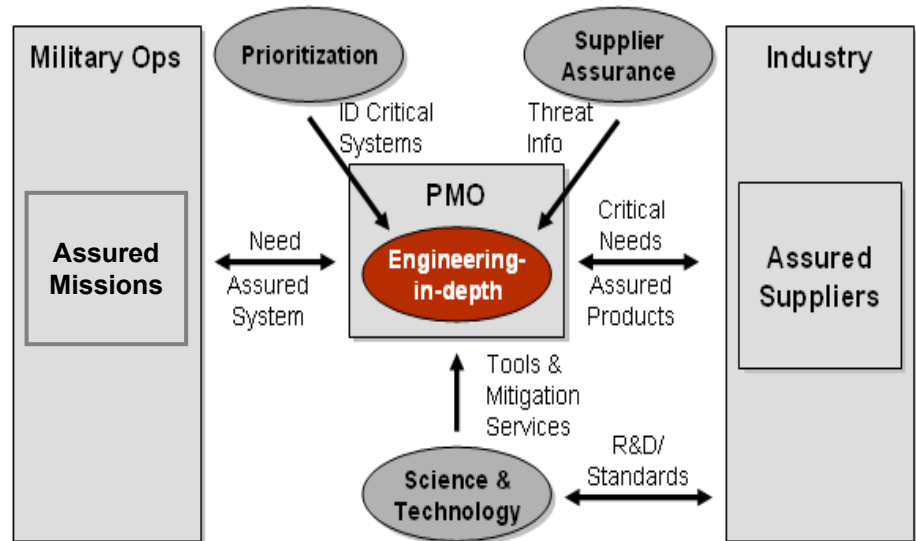 Military Ops
Prioritization
Supplier
Assurance
Industry
ID Critical
Systems
Threat
Info
PMO
Engineering-
in-depth
Assured
Missions
Need
Assured
System
Critical
Needs
Assured
Products
Assured
Suppliers
Tools &
Mitigation
Services
Science &
Technology
R&D/
Standards